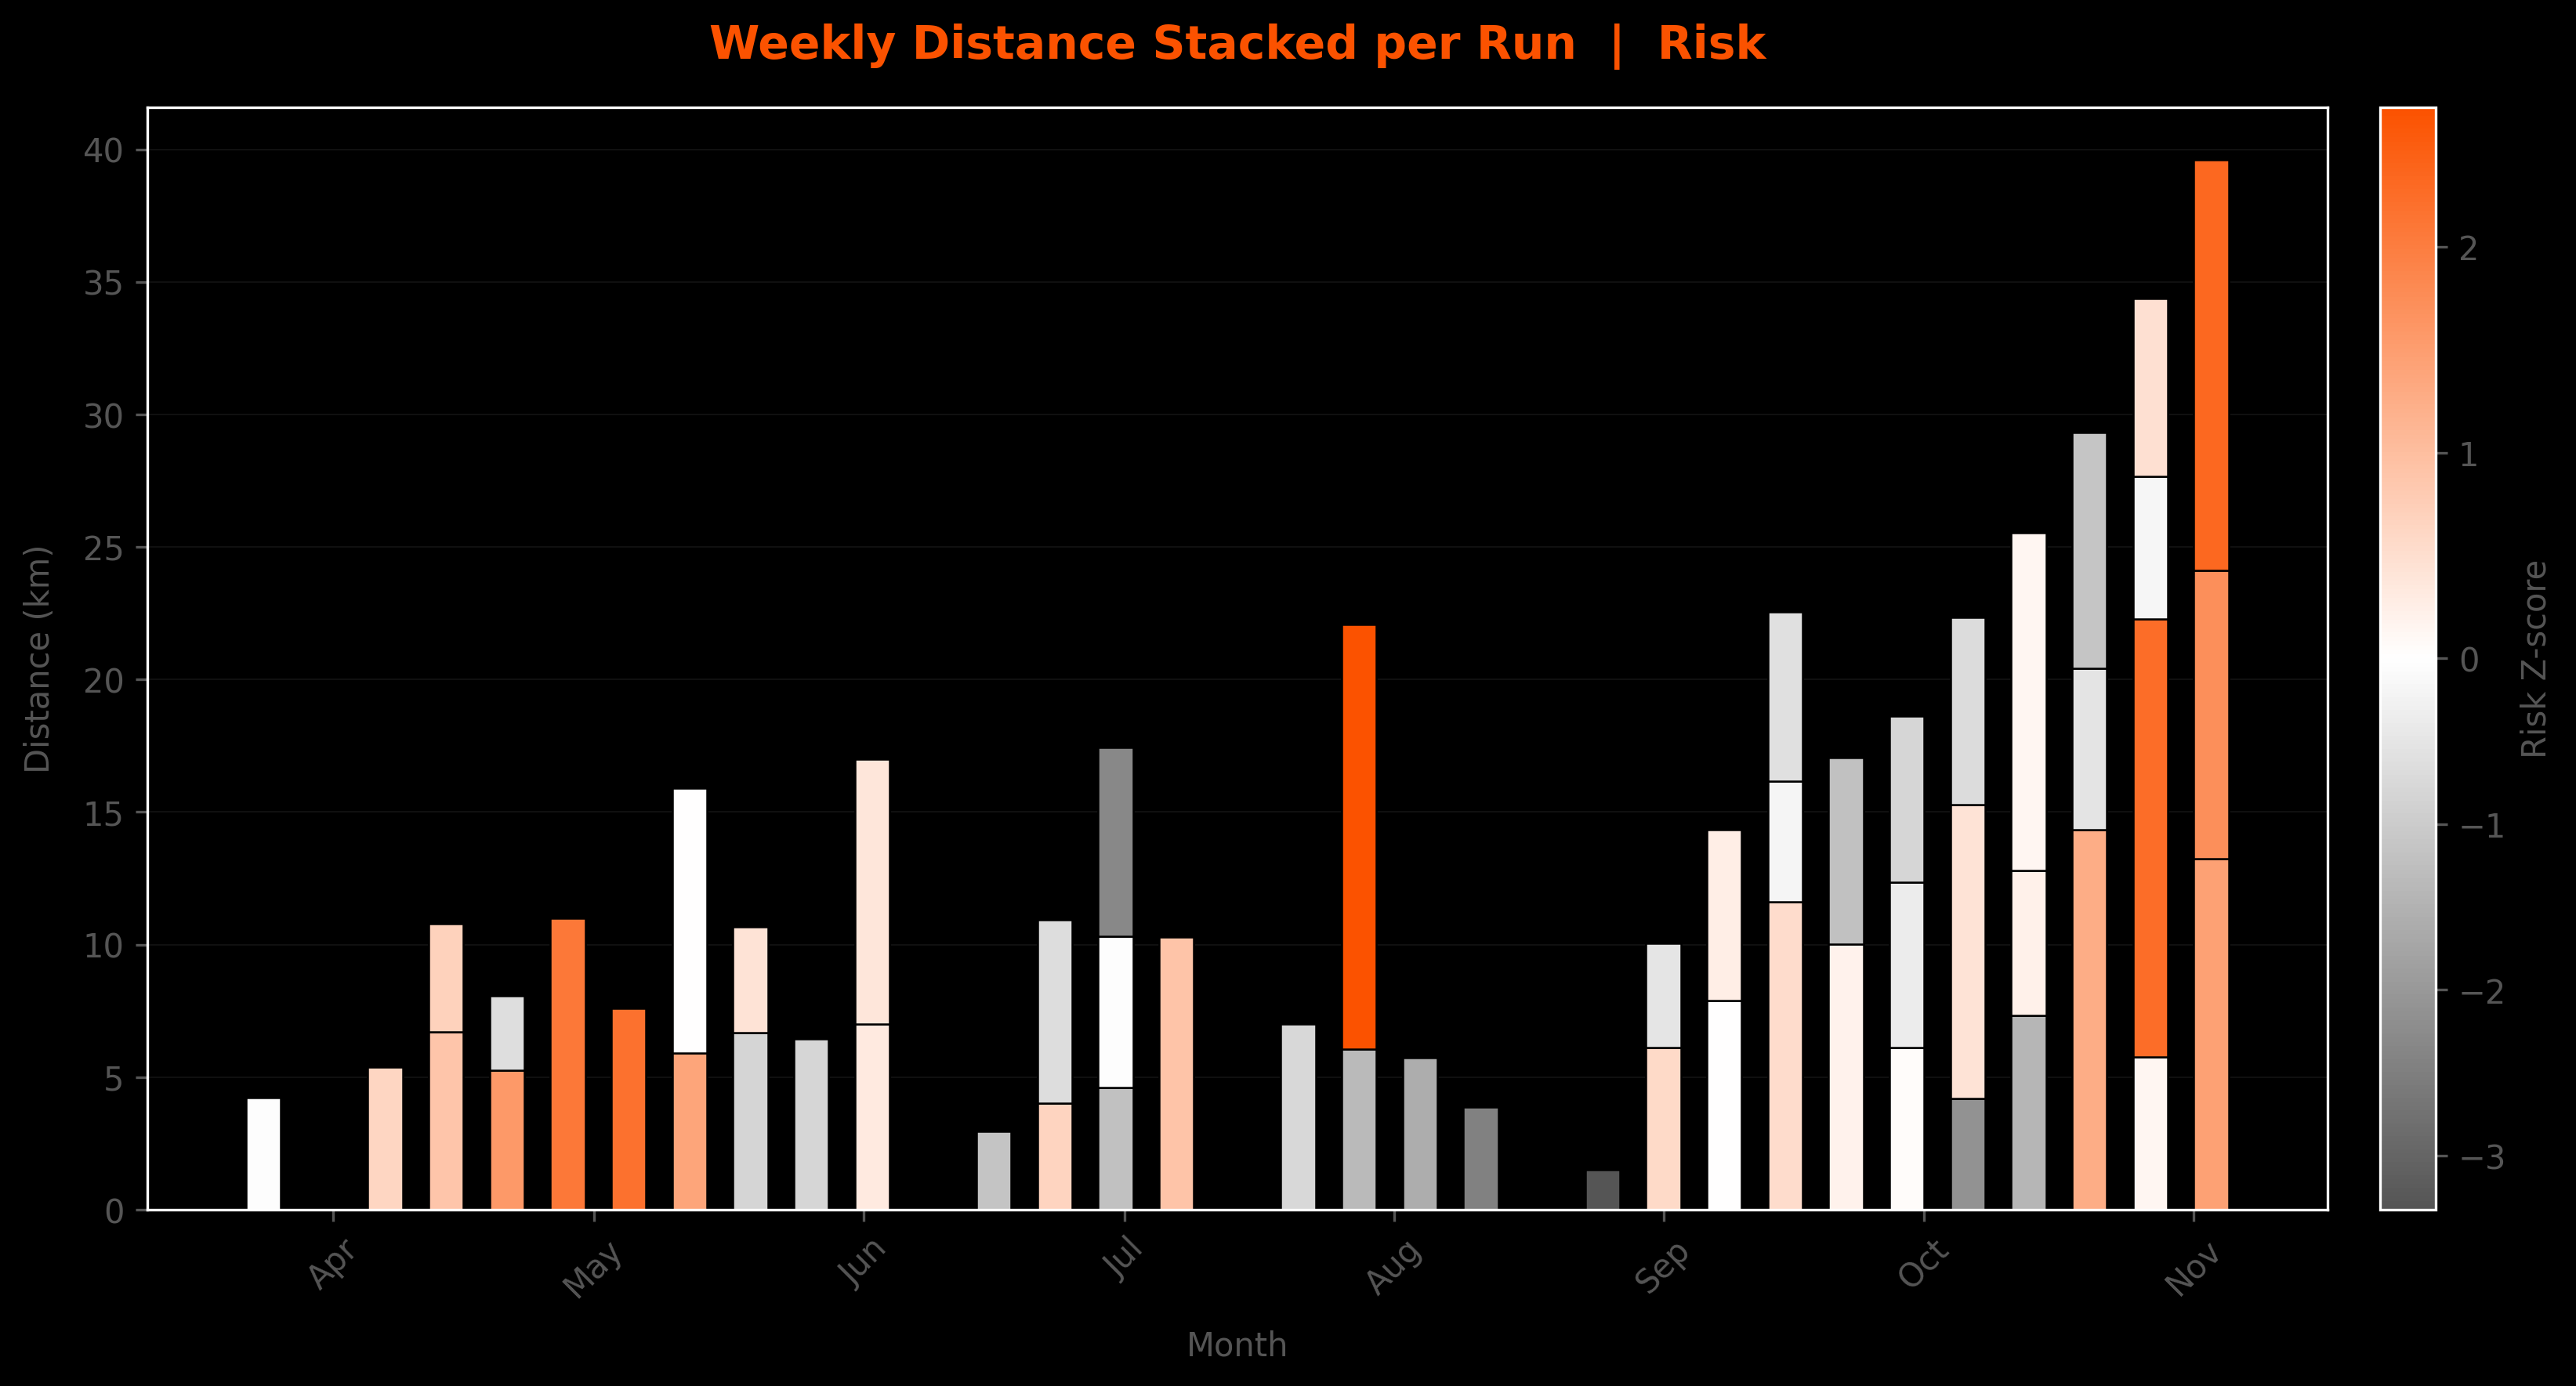 Weekly Distance Stacked per Run | Risk
Distance (km)
40
35
30
25
20
15
10
5
0
Apr
May
Jun
Jul
Aug
Sep
Oct
Nov
Month
2
1
0
−1
−2
−3
Risk Z-score